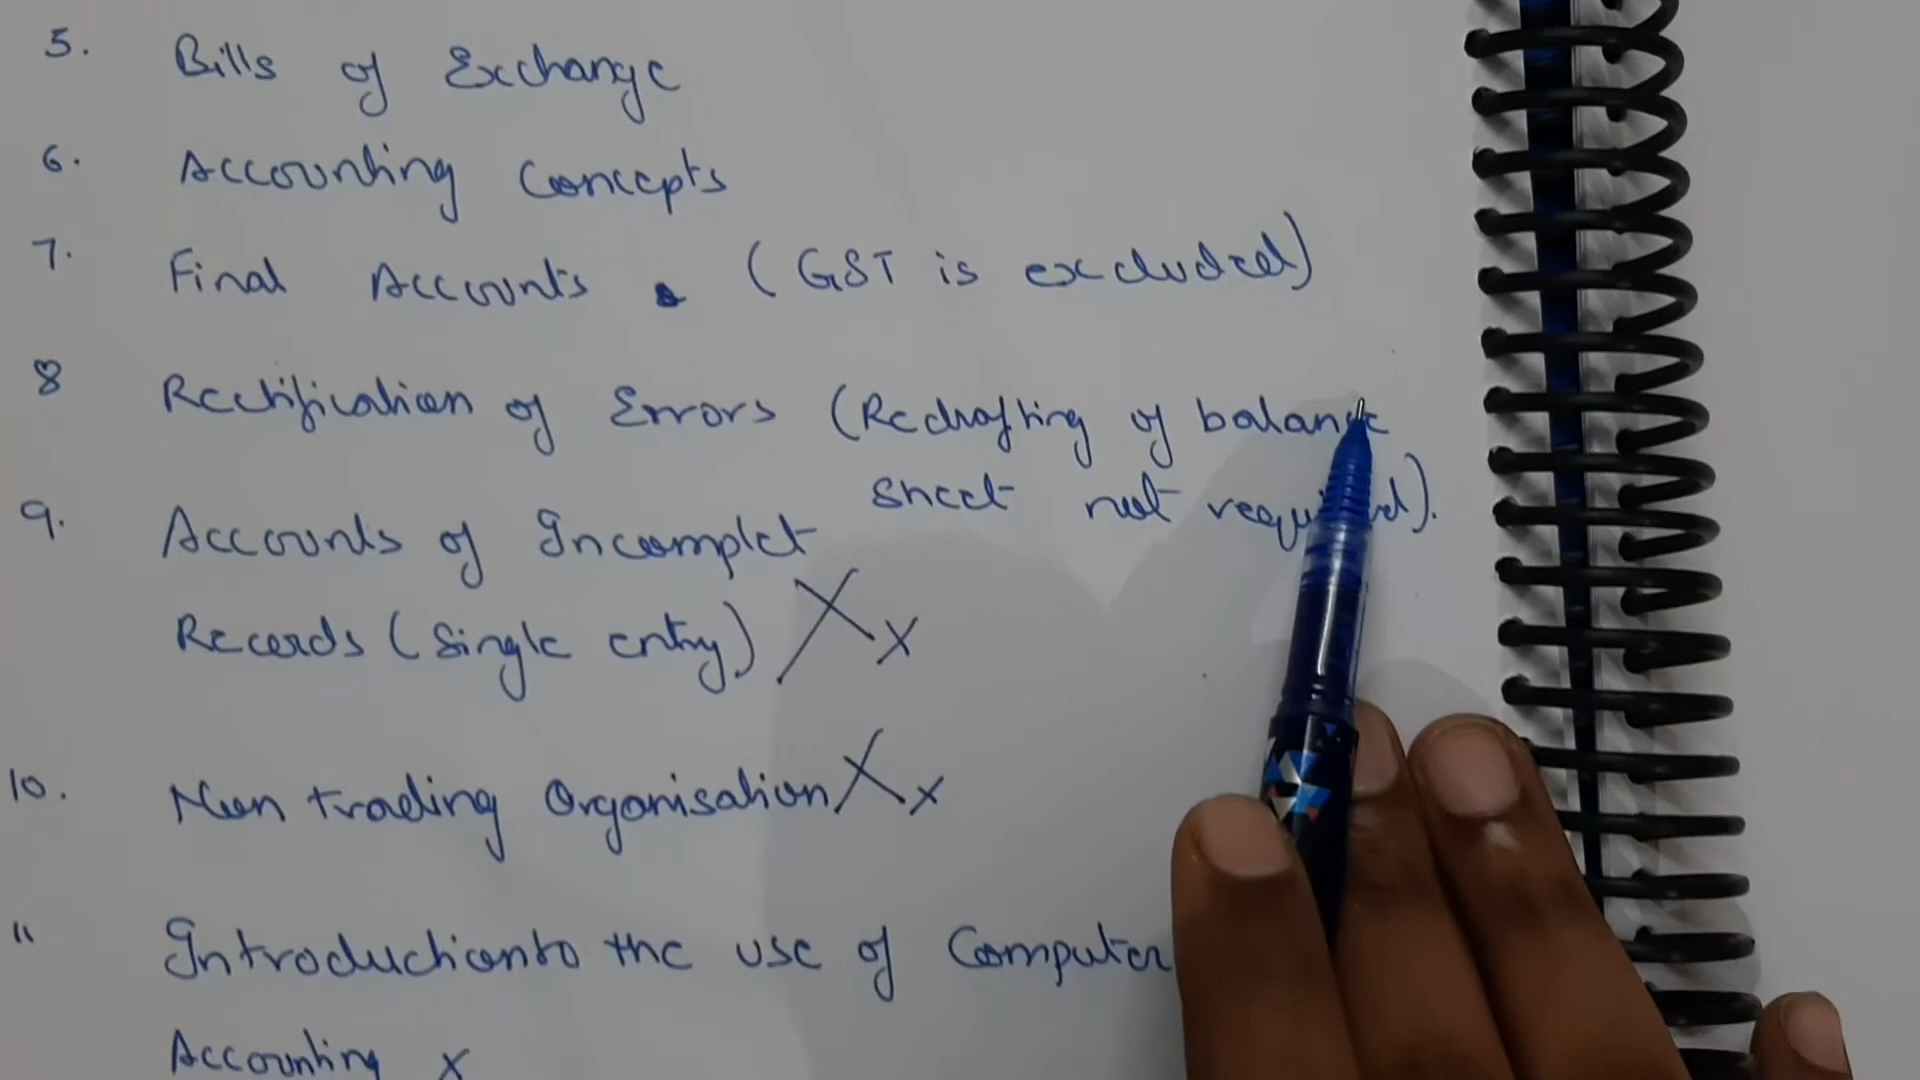 5. Bills of Exchange
6. Accounting Concepts
7. Final Accounts (GST is excluded)
8 Rectification of Errors (Redrafting of balance
sheet not required).
9. Accounts of Incomplet
Records (Single entry) X x
10. Non trading Organisation X x
11 Introduction to the use of Computer
Accounting x